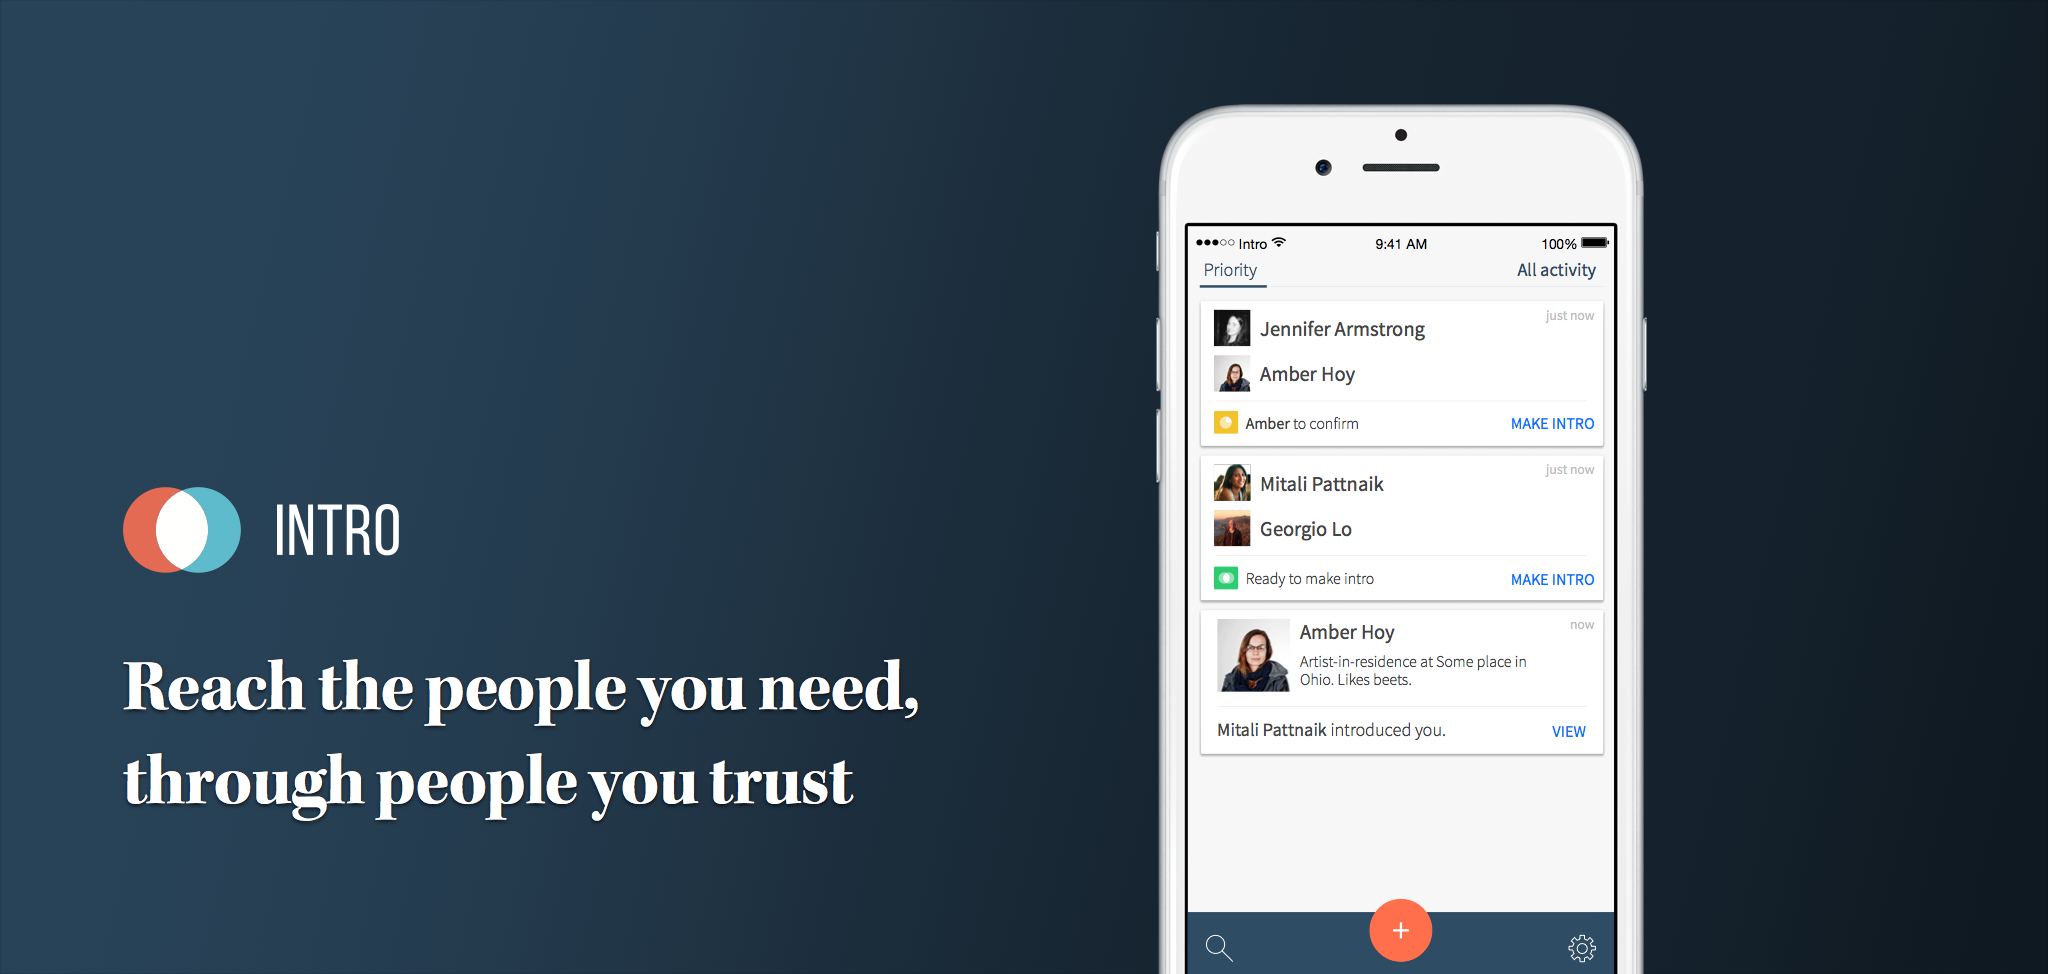 INTRO
Reach the people you need,
through people you trust
Intro 9:41 AM 100%
Priority All activity
Jennifer Armstrong just now
Amber Hoy
Amber to confirm MAKE INTRO
Mitali Pattnaik just now
Georgio Lo
Ready to make intro MAKE INTRO
Amber Hoy now
Artist-in-residence at Some place in
Ohio. Likes beets.
Mitali Pattnaik introduced you. VIEW
+